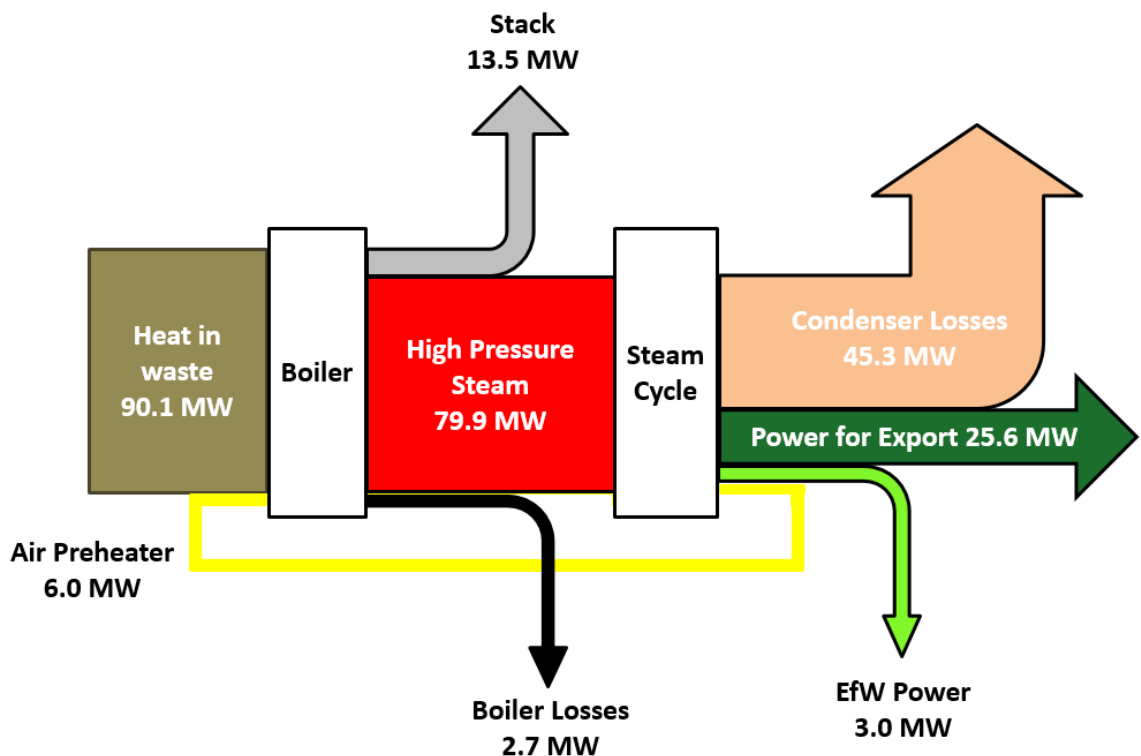 Stack
13.5 MW
Heat in
waste
90.1 MW
Boiler
High Pressure
Steam
79.9 MW
Steam
Cycle
Condenser Losses
45.3 MW
Power for Export 25.6 MW
Air Preheater
6.0 MW
Boiler Losses
2.7 MW
EfW Power
3.0 MW